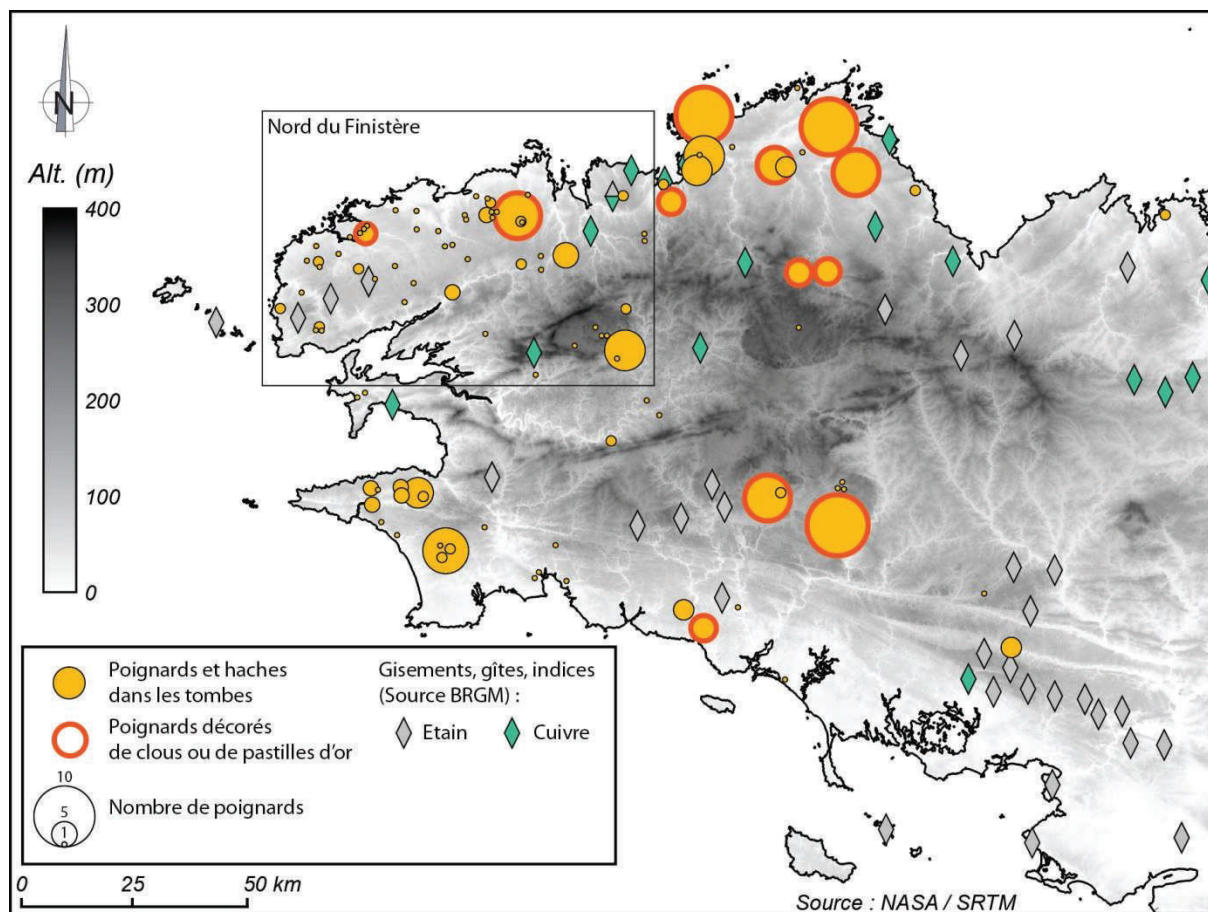 N
Nord du Finistère
Alt. (m)
400
300
200
100
0
Poignards et haches
dans les tombes
Poignards décorés
de clous ou de pastilles d'or
10
5
1
Nombre de poignards
Gisements, gîtes, indices
(Source BRGM) :
Etain
Cuivre
0 25 50 km
Source : NASA / SRTM